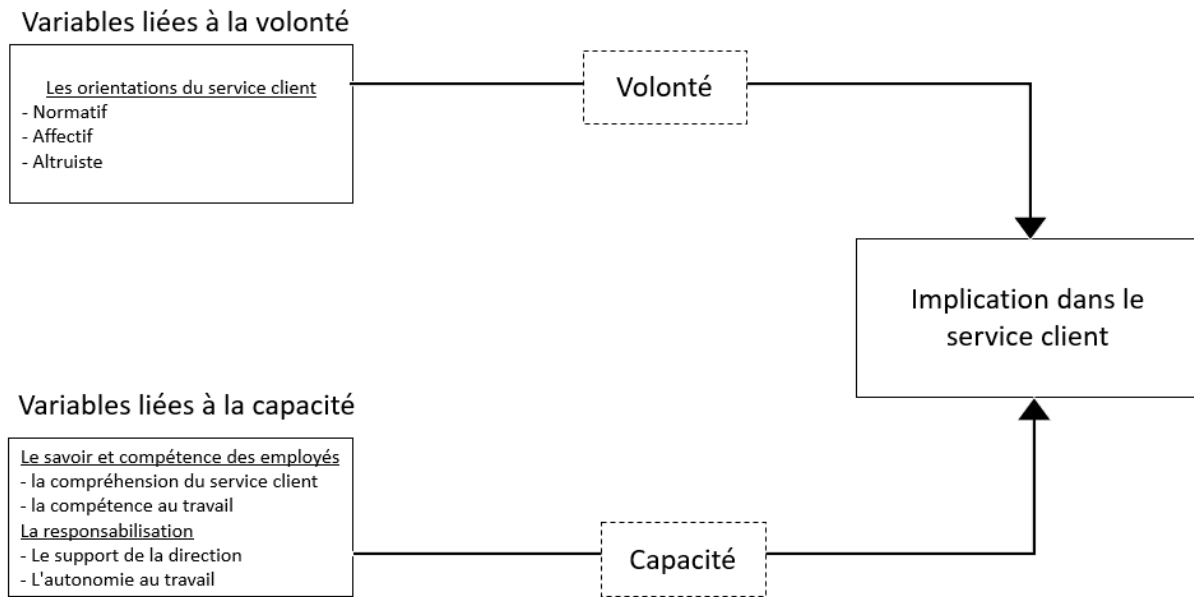 Variables liées à la volonté
Les orientations du service client
- Normatif
- Affectif
- Altruiste
Volonté
Implication dans le
service client
Variables liées à la capacité
Le savoir et compétence des employés
- la compréhension du service client
- la compétence au travail
La responsabilisation
- Le support de la direction
- L'autonomie au travail
Capacité